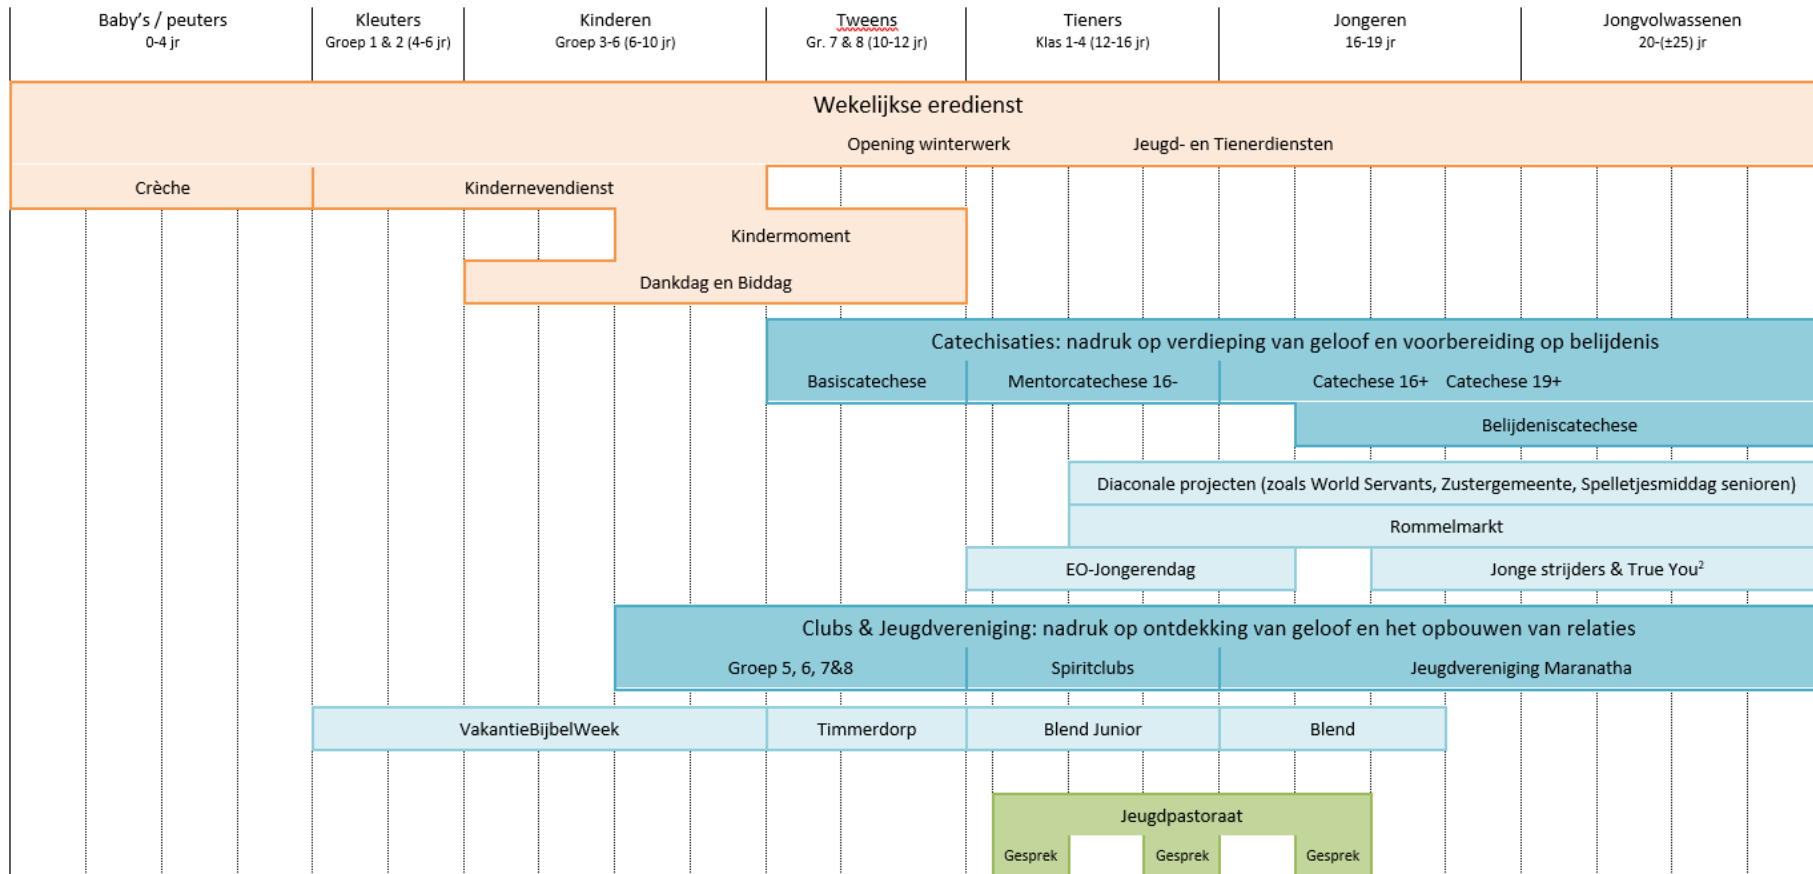 Baby's / peuters
0-4 jr
Kleuters
Groep 1 & 2 (4-6 jr)
Kinderen
Groep 3-6 (6-10 jr)
Tweens
Gr. 7 & 8 (10-12 jr)
Tieners
Klas 1-4 (12-16 jr)
Jongeren
16-19 jr
Jongvolwassenen
20-(±25) jr
Wekelijkse eredienst
Opening winterwerk
Jeugd- en Tienerdiensten
Crèche
Kindernevendienst
Kindermoment
Dankdag en Biddag
Catechisaties: nadruk op verdieping van geloof en voorbereiding op belijdenis
Basiscatechese
Mentorcatechese 16-
Catechese 16+
Catechese 19+
Belijdeniscatechese
Diaconale projecten (zoals World Servants, Zustergemeente, Spelletjesmiddag senioren)
Rommelmarkt
EO-Jongerendag
Jonge strijders & True You²
Clubs & Jeugdvereniging: nadruk op ontdekking van geloof en het opbouwen van relaties
Groep 5, 6, 7&8
Spiritclubs
Jeugdvereniging Maranatha
VakantieBijbelWeek
Timmerdorp
Blend Junior
Blend
Jeugdpastoraat
Gesprek
Gesprek
Gesprek